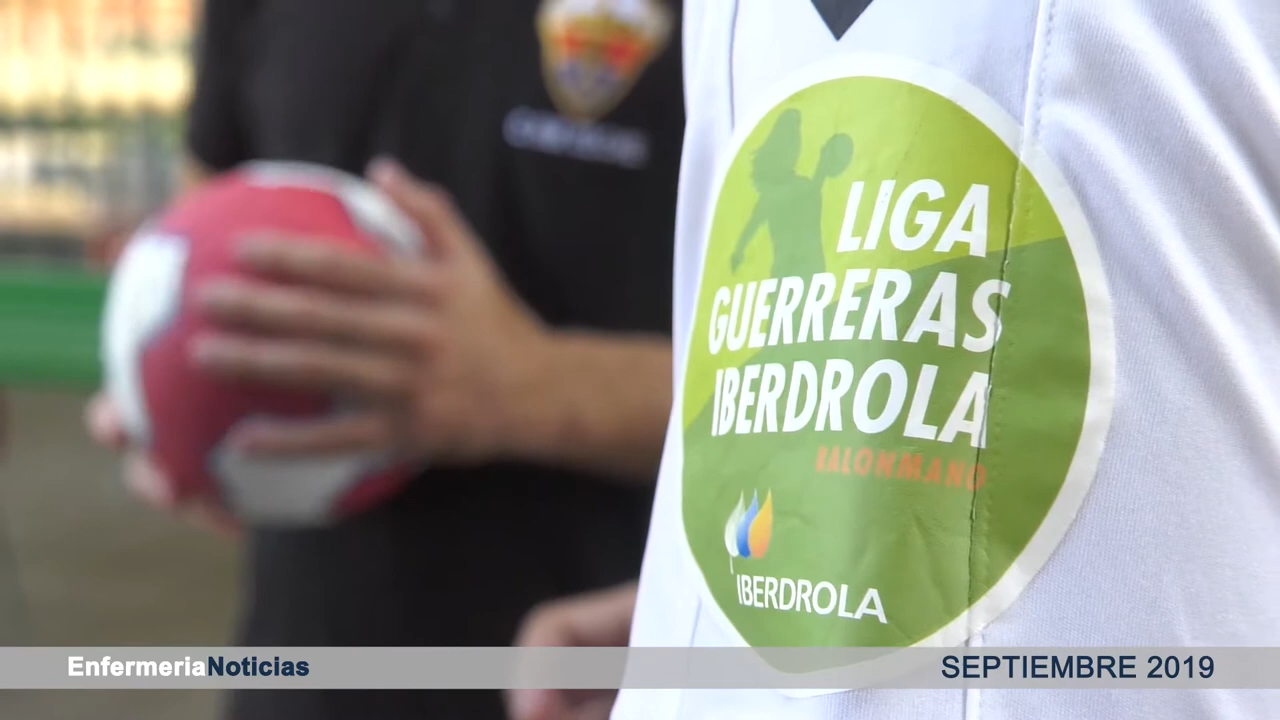 LIGA
GUERRERAS
IBERDROLA
BALONMANO
IBERDROLA
EnfermeriaNoticias
SEPTIEMBRE 2019